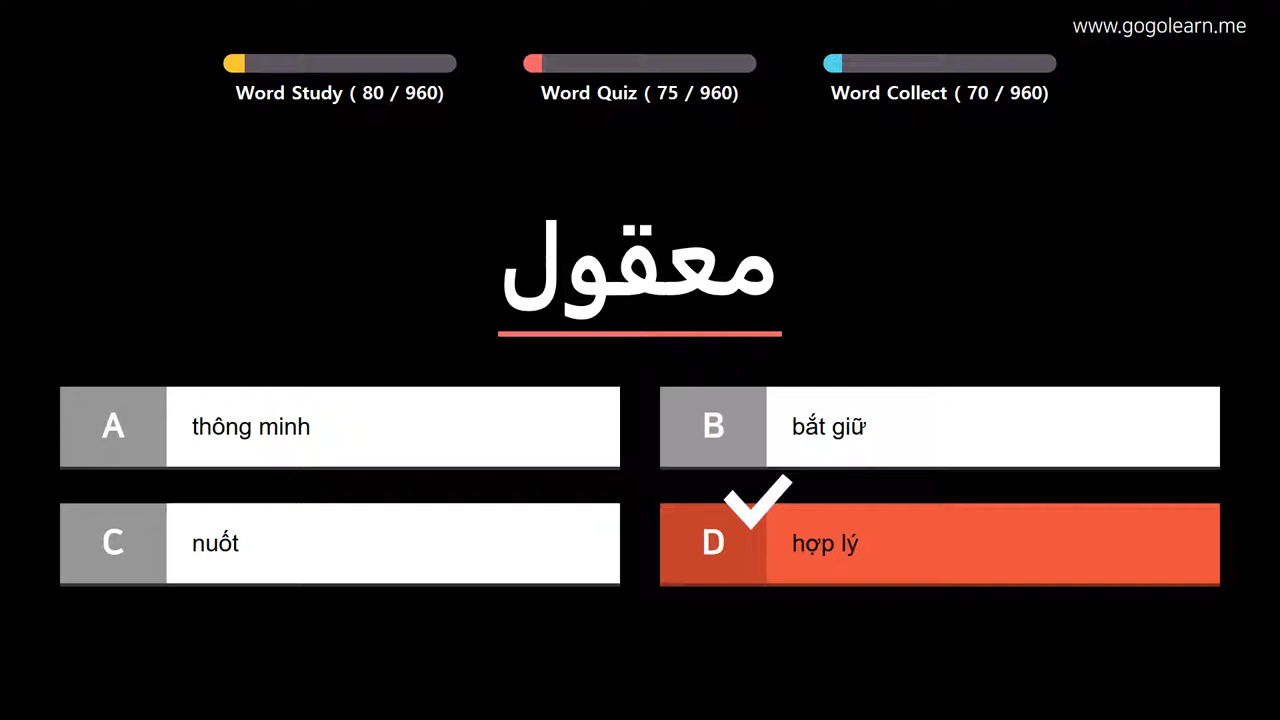 www.gogolearn.me
Word Study ( 80 / 960)
Word Quiz ( 75 / 960)
Word Collect ( 70 / 960)
معقول
A thông minh
B bắt giữ
C nuốt
D hợp lý